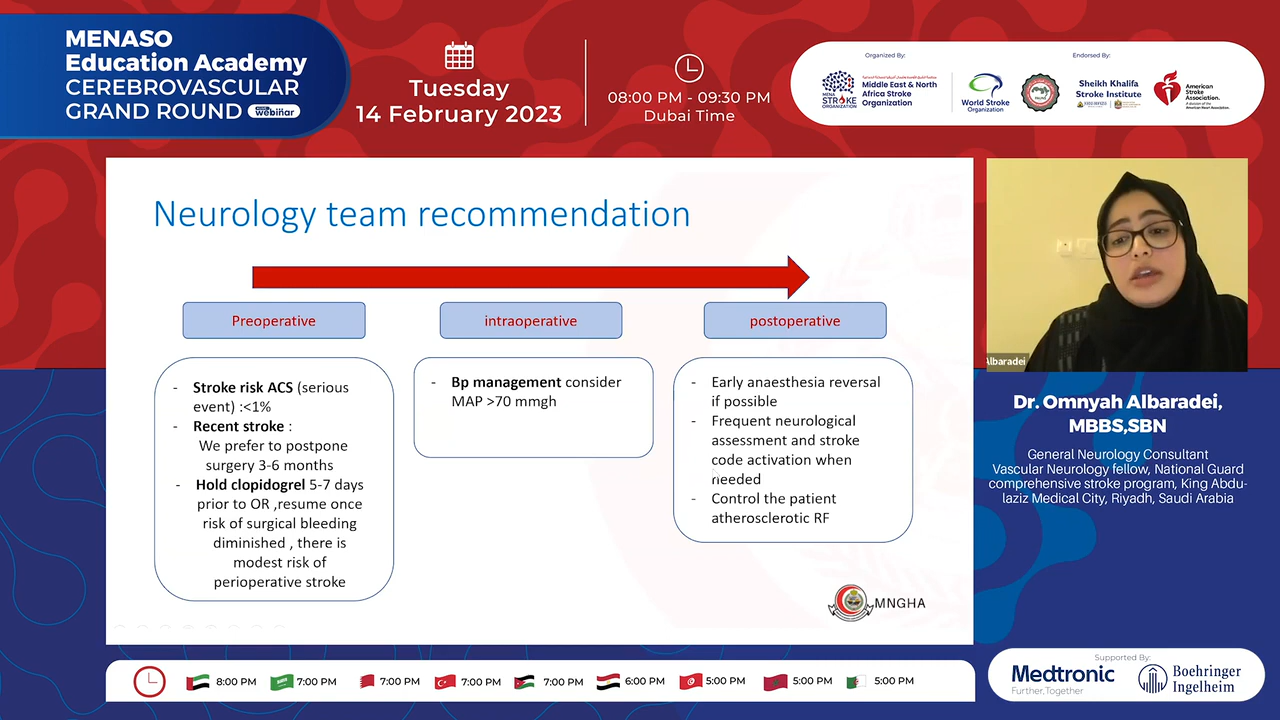 MENASO
Education Academy
CEREBROVASCULAR
GRAND ROUND
webinar
Tuesday
14 February 2023
08:00 PM - 09:30 PM
Dubai Time
Organized By:
Endorsed By:
MENA
STROKE
ORGANIZATION
Middle East & North
Africa Stroke
Organization
World Stroke
Organization
Sheikh Khalifa
Stroke Institute
American
Stroke
Association.
Neurology team recommendation
Preoperative
intraoperative
postoperative
- Stroke risk ACS (serious
event) :<1%
- Recent stroke :
We prefer to postpone
surgery 3-6 months
- Hold clopidogrel 5-7 days
prior to OR ,resume once
risk of surgical bleeding
diminished , there is
modest risk of
perioperative stroke
- Bp management consider
MAP >70 mmgh
- Early anaesthesia reversal
if possible
- Frequent neurological
assessment and stroke
code activation when
needed
- Control the patient
atherosclerotic RF
MNGHA
Albaradei
Dr. Omnyah Albaradei,
MBBS,SBN
General Neurology Consultant
Vascular Neurology fellow, National Guard
comprehensive stroke program, King Abdu-
laziz Medical City, Riyadh, Saudi Arabia
8:00 PM
7:00 PM
7:00 PM
7:00 PM
7:00 PM
6:00 PM
5:00 PM
5:00 PM
5:00 PM
Supported By:
Medtronic
Further,Together
Boehringer
Ingelheim